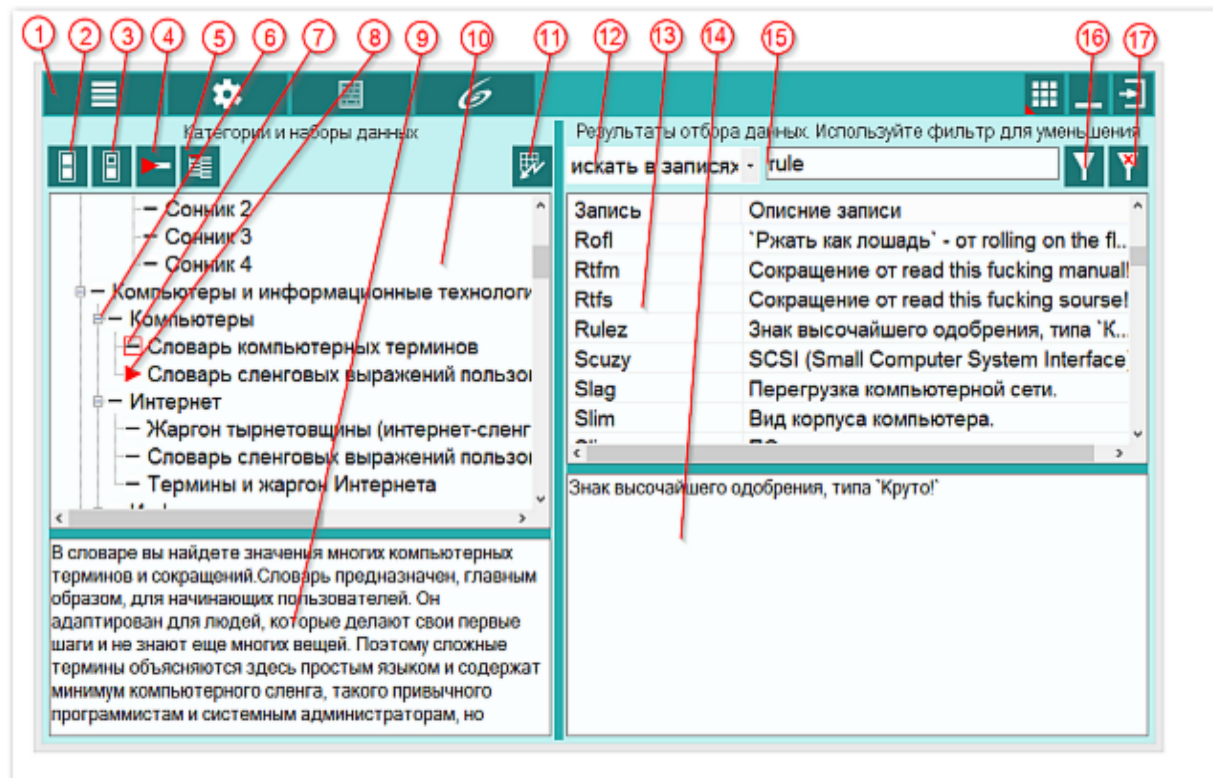 1 2 3 4 5 6 7 8 9 10 11 12 13 14 15 16 17
Категории и наборы данных
Сонник 2
Сонник 3
Сонник 4
Компьютеры и информационные технологи
Компьютеры
Словарь компьютерных терминов
Словарь сленговых выражений пользо
Интернет
Жаргон тырнетовщины (интернет-сленг
Словарь сленговых выражений пользо
Термины и жаргон Интернета
В словаре вы найдете значения многих компьютерных
терминов и сокращений.Словарь предназначен, главным
образом, для начинающих пользователей. Он
адаптирован для людей, которые делают свои первые
шаги и не знают еще многих вещей. Поэтому сложные
термины объясняются здесь простым языком и содержат
минимум компьютерного сленга, такого привычного
программистам и системным администраторам, но
Результаты отбора данных. Используйте фильтр для уменьшения
искать в записях rule
Запись Описние записи
Rofl `Ржать как лошадь` - от rolling on the fl..
Rtfm Сокращение от read this fucking manual!
Rtfs Сокращение от read this fucking sourse!
Rulez Знак высочайшего одобрения, типа `К...
Scuzy SCSI (Small Computer System Interface)
Slag Перегрузка компьютерной сети.
Slim Вид корпуса компьютера.
Знак высочайшего одобрения, типа `Круто!`